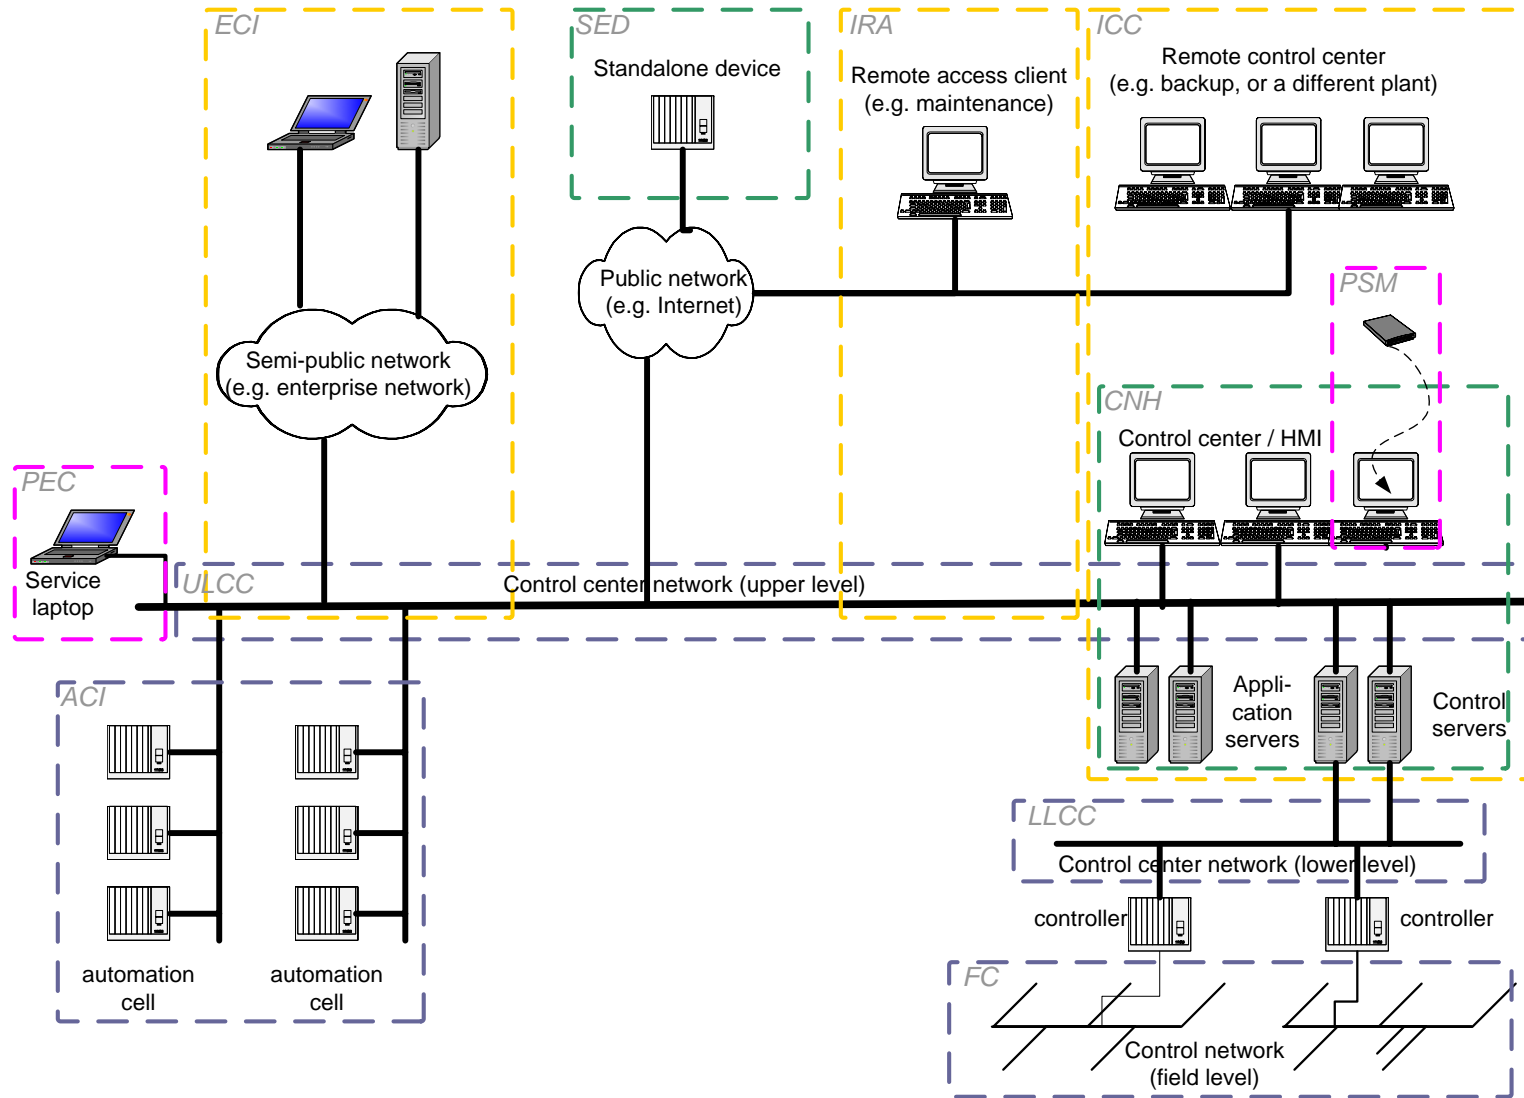 ECI
SED
IRA
ICC
Standalone device
Remote access client
(e.g. maintenance)
Remote control center
(e.g. backup, or a different plant)
Public network
(e.g. Internet)
PSM
Semi-public network
(e.g. enterprise network)
CNH
Control center / HMI
PEC
Service
laptop
ULCC
Control center network (upper level)
ACI
Appli-
cation
servers
Control
servers
LLCC
Control center network (lower level)
controller
controller
automation
cell
automation
cell
FC
Control network
(field level)